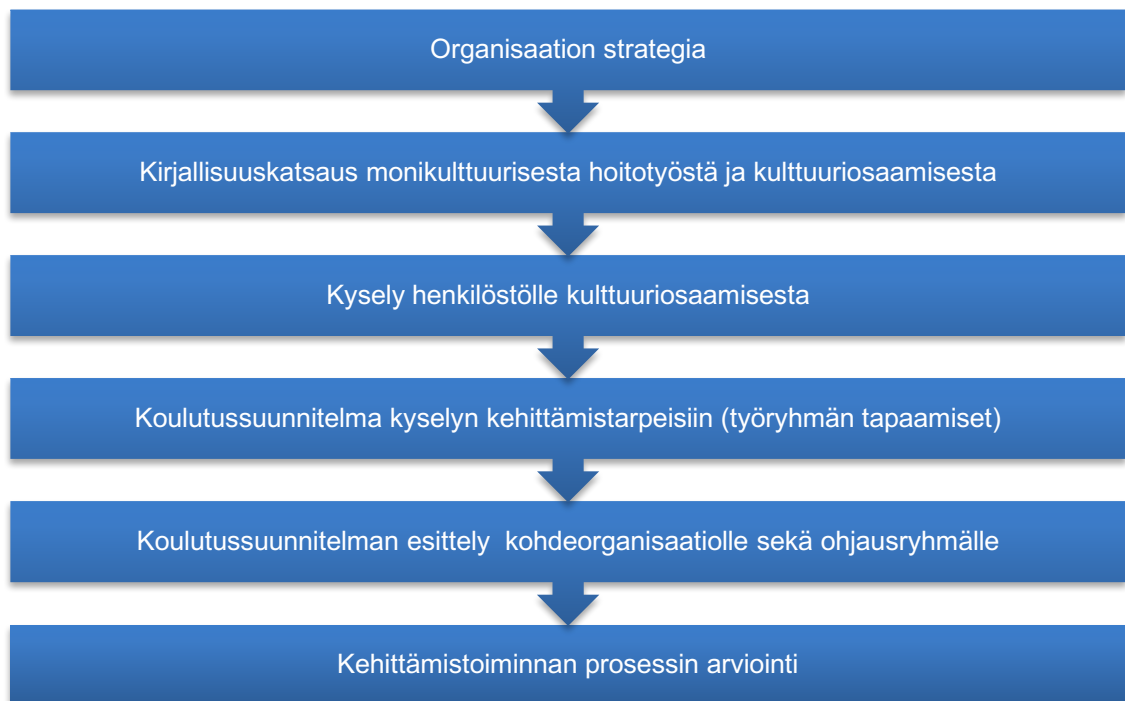 Organisaation strategia
Kirjallisuuskatsaus monikulttuurisesta hoitotyöstä ja kulttuuriosaamisesta
Kysely henkilöstölle kulttuuriosaamisesta
Koulutussuunnitelma kyselyn kehittämistarpeisiin (työryhmän tapaamiset)
Koulutussuunnitelman esittely  kohdeorganisaatiolle sekä ohjausryhmälle
Kehittämistoiminnan prosessin arviointi